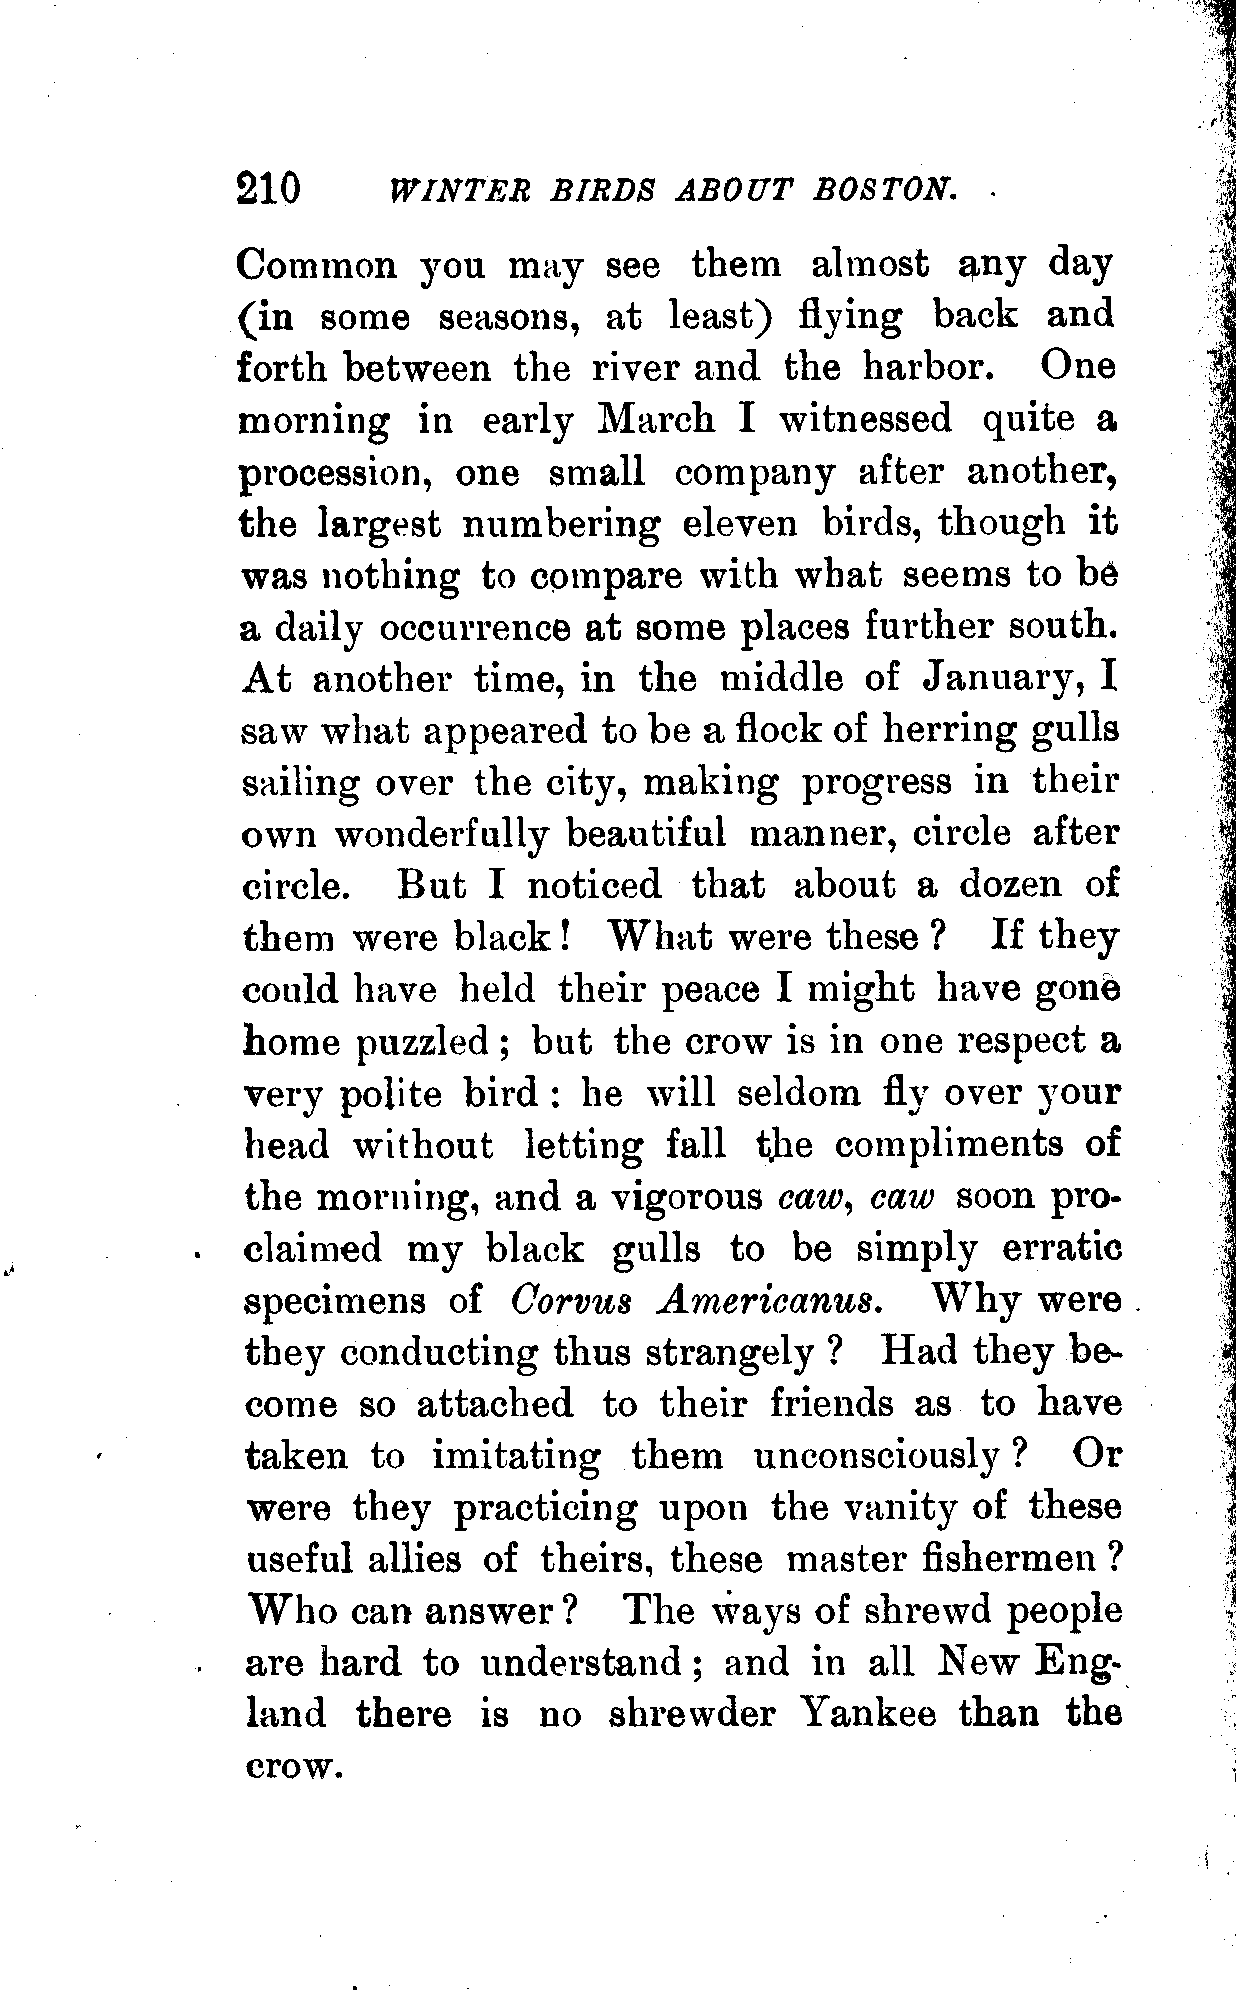 210 WINTER BIRDS ABOUT BOSTON.
Common you may see them almost any day
(in some seasons, at least) flying back and
forth between the river and the harbor. One
morning in early March I witnessed quite a
procession, one small company after another,
the largest numbering eleven birds, though it
was nothing to compare with what seems to be
a daily occurrence at some places further south.
At another time, in the middle of January, I
saw what appeared to be a flock of herring gulls
sailing over the city, making progress in their
own wonderfully beautiful manner, circle after
circle. But I noticed that about a dozen of
them were black! What were these? If they
could have held their peace I might have gone
home puzzled; but the crow is in one respect a
very polite bird: he will seldom fly over your
head without letting fall the compliments of
the morning, and a vigorous caw, caw soon pro-
claimed my black gulls to be simply erratic
specimens of Corvus Americanus. Why were
they conducting thus strangely? Had they be-
come so attached to their friends as to have
taken to imitating them unconsciously? Or
were they practicing upon the vanity of these
useful allies of theirs, these master fishermen?
Who can answer? The ways of shrewd people
are hard to understand; and in all New Eng-
land there is no shrewder Yankee than the
crow.